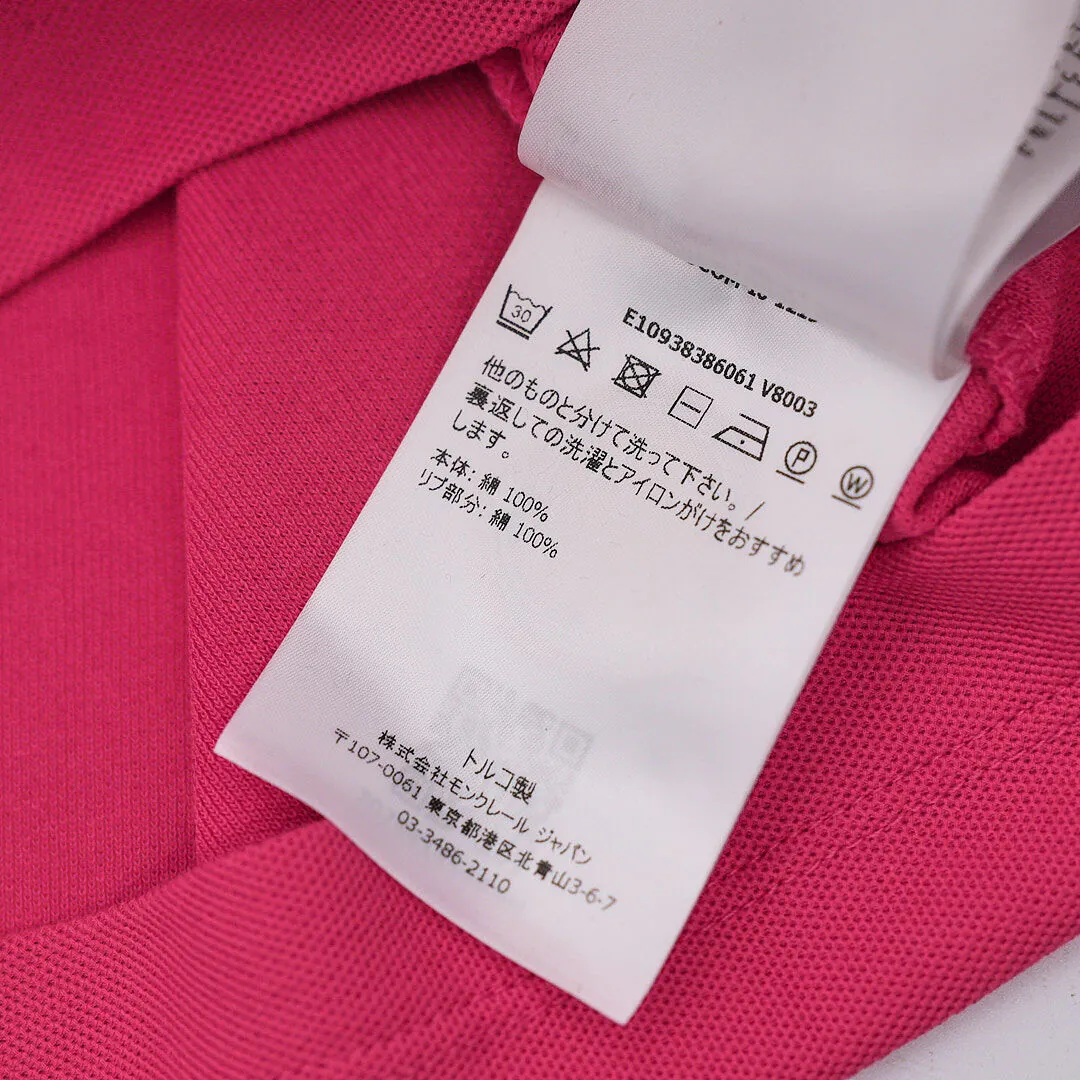 E10938386061 V8003
30
P
W
他のものと分けて洗って下さい。/
裏返しての洗濯とアイロンがけをおすすめ
します。
本体: 綿 100%
リブ部分: 綿 100%
トルコ製
株式会社モンクレール ジャパン
〒107-0061 東京都港区北青山3-6-7
03-3486-2110